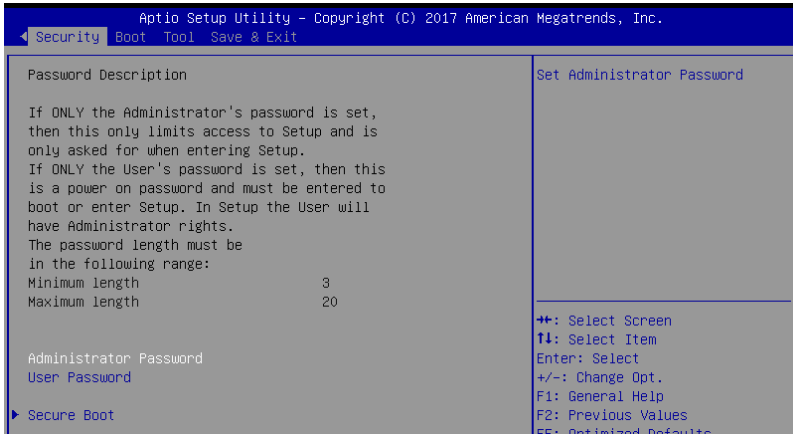 Aptio Setup Utility – Copyright (C) 2017 American Megatrends, Inc.
Security Boot Tool Save & Exit
Password Description
If ONLY the Administrator's password is set,
then this only limits access to Setup and is
only asked for when entering Setup.
If ONLY the User's password is set, then this
is a power on password and must be entered to
boot or enter Setup. In Setup the User will
have Administrator rights.
The password length must be
in the following range:
Minimum length 3
Maximum length 20
Administrator Password
User Password
Secure Boot
Set Administrator Password
→←: Select Screen
↑↓: Select Item
Enter: Select
+/-: Change Opt.
F1: General Help
F2: Previous Values
Optimized Defaults